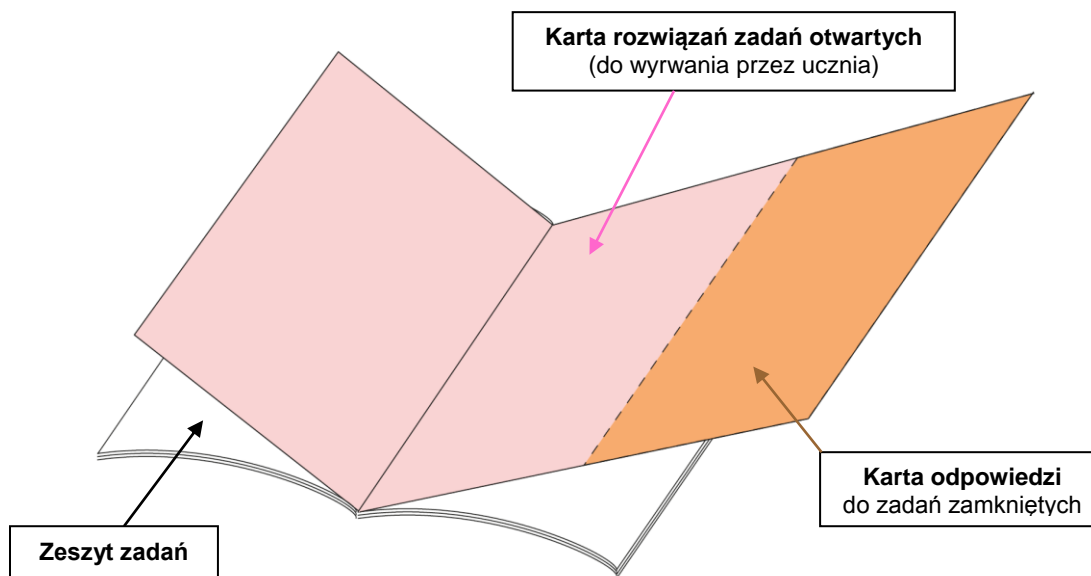 Karta rozwiązań zadań otwartych
(do wyrwania przez ucznia)
Karta odpowiedzi
do zadań zamkniętych
Zeszyt zadań